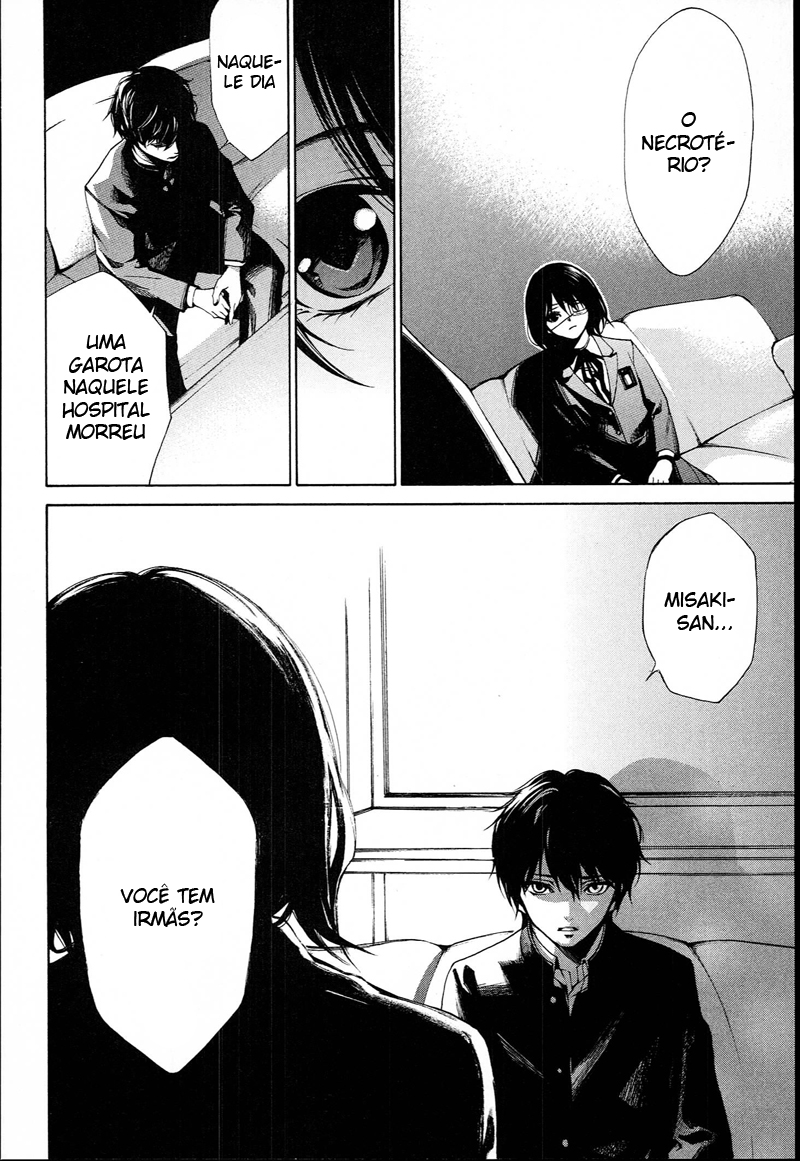 O
NECROTÉ-
RIO?
NAQUE-
LE DIA
UMA
GAROTA
NAQUELE
HOSPITAL
MORREU
MISAKI-
SAN...
VOCÊ TEM
IRMÃS?